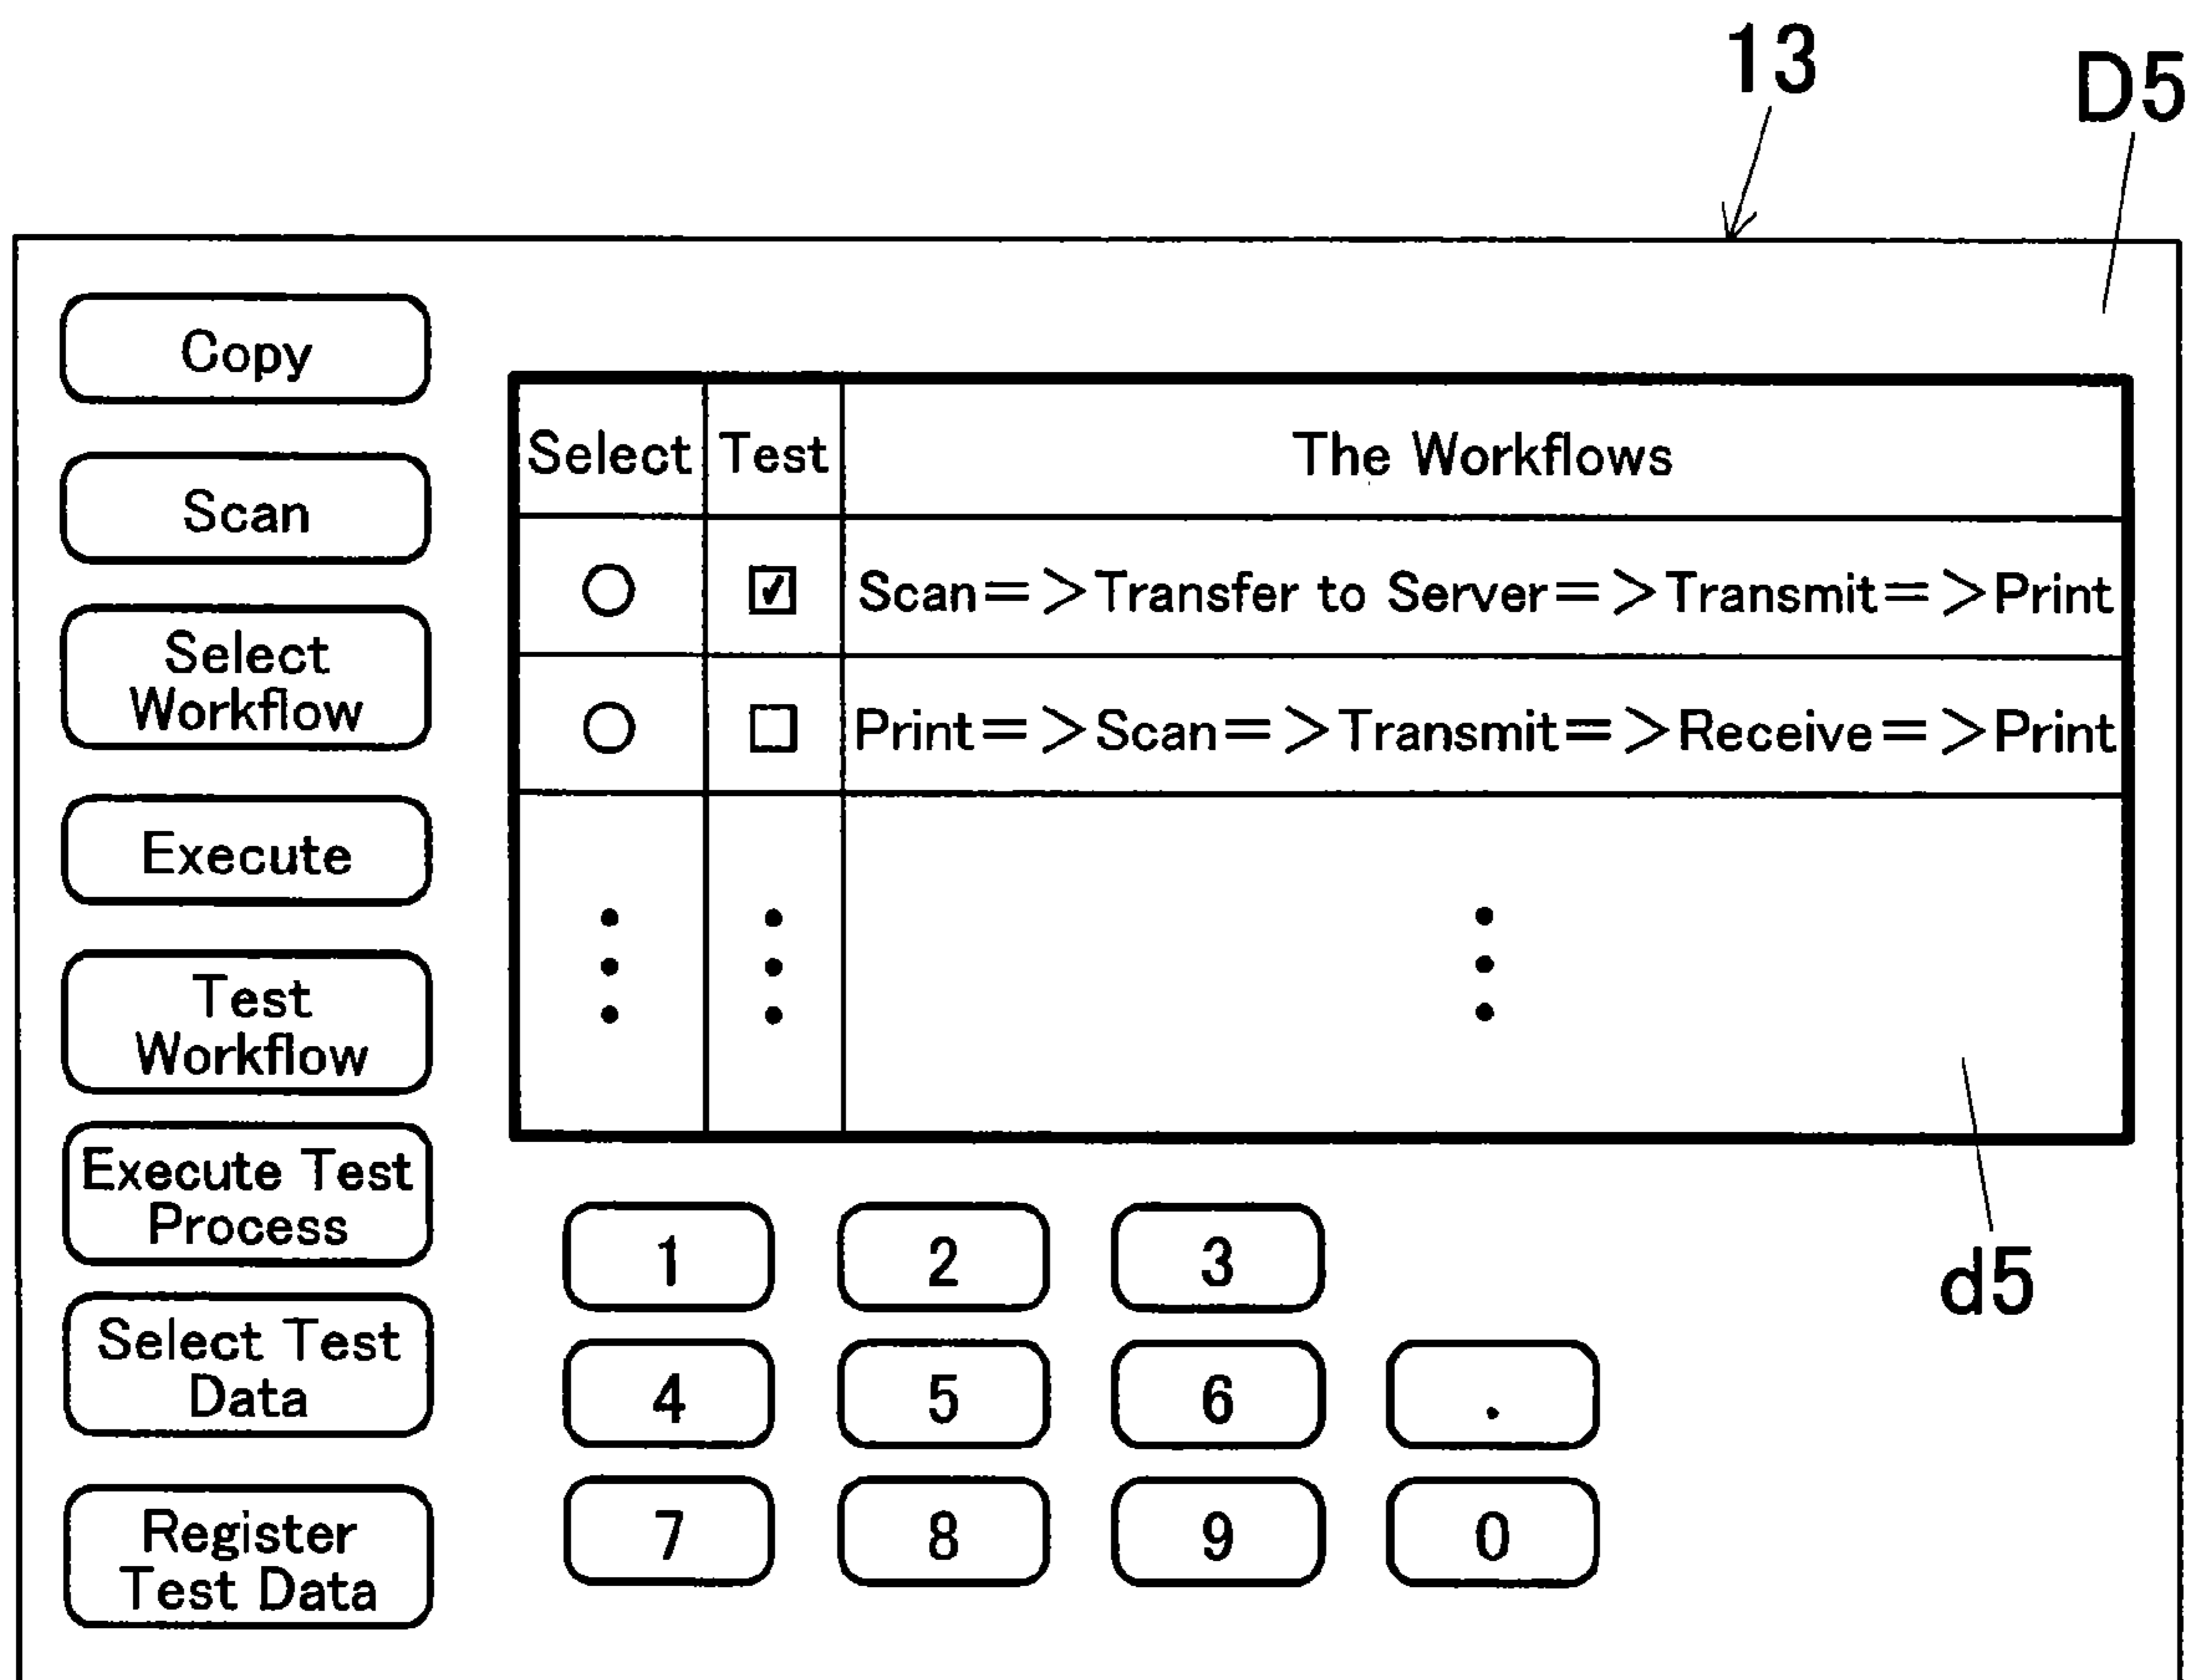 13
D5
Copy
Scan
Select
Workflow
Execute
Test
Workflow
Execute Test
Process
Select Test
Data
Register
Test Data
Select Test The Workflows
Scan=>Transfer to Server=>Transmit=>Print
Print=>Scan=>Transmit=>Receive=>Print
d5
1 2 3
4 5 6 .
7 8 9 0